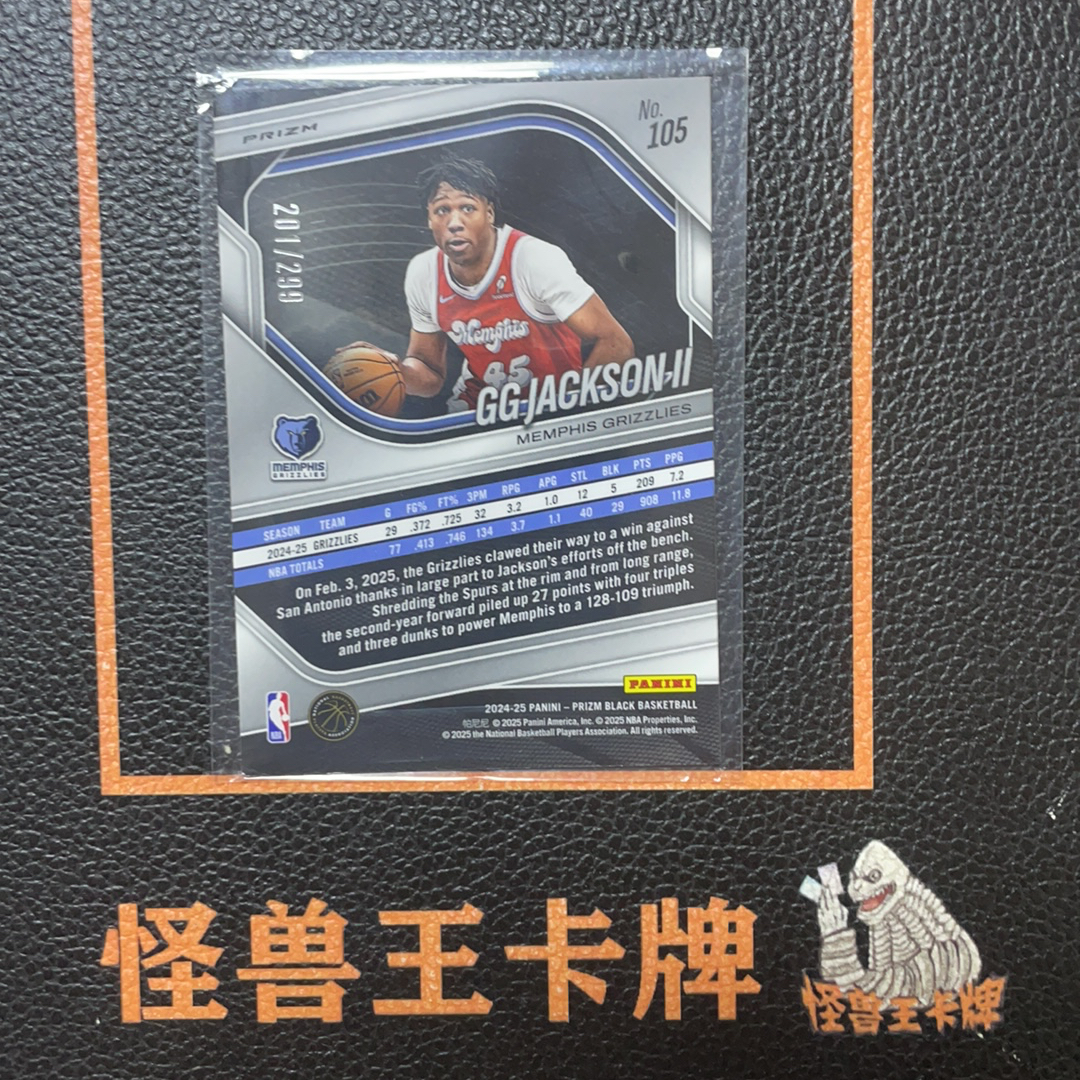 PRIZM
No.
105
201/299
Memphis
45
GG JACKSON II
MEMPHIS GRIZZLIES
MEMPHIS
GRIZZLIES
SEASON TEAM G FG% FT% 3PM RPG APG STL BLK PTS PPG
2024-25 GRIZZLIES 29 .372 .725 32 3.2 1.0 12 5 209 7.2
NBA TOTALS 77 .413 .746 134 3.7 1.1 40 29 908 11.8
On Feb. 3, 2025, the Grizzlies clawed their way to a win against
San Antonio thanks in large part to Jackson's efforts off the bench.
Shredding the Spurs at the rim and from long range,
the second-year forward piled up 27 points with four triples
and three dunks to power Memphis to a 128-109 triumph.
PANINI
2024-25 PANINI – PRIZM BLACK BASKETBALL
帕尼尼 © 2025 Panini America, Inc. © 2025 NBA Properties, Inc.
© 2025 the National Basketball Players Association. All rights reserved.
NBA
怪兽王卡牌
怪兽王卡牌